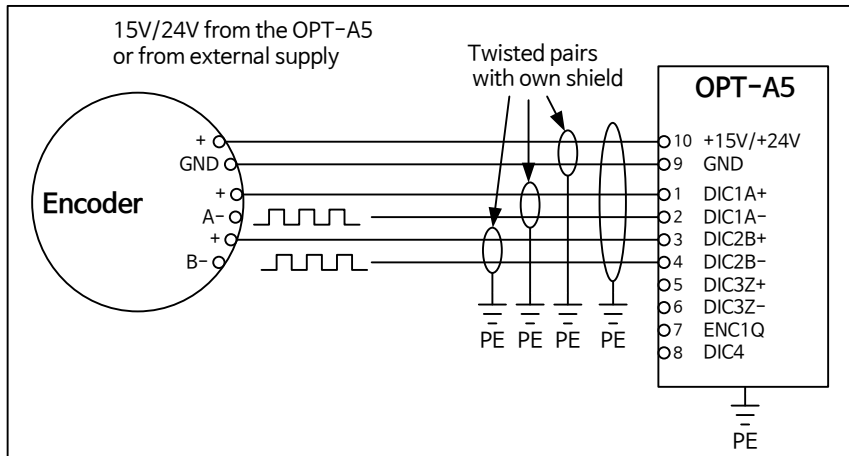 15V/24V from the OPT-A5
or from external supply
Twisted pairs
with own shield
OPT-A5
Encoder
+
GND
+
A-
+
B-
10 +15V/+24V
9 GND
1 DIC1A+
2 DIC1A-
3 DIC2B+
4 DIC2B-
5 DIC3Z+
6 DIC3Z-
7 ENC1Q
8 DIC4
PE PE PE PE
PE